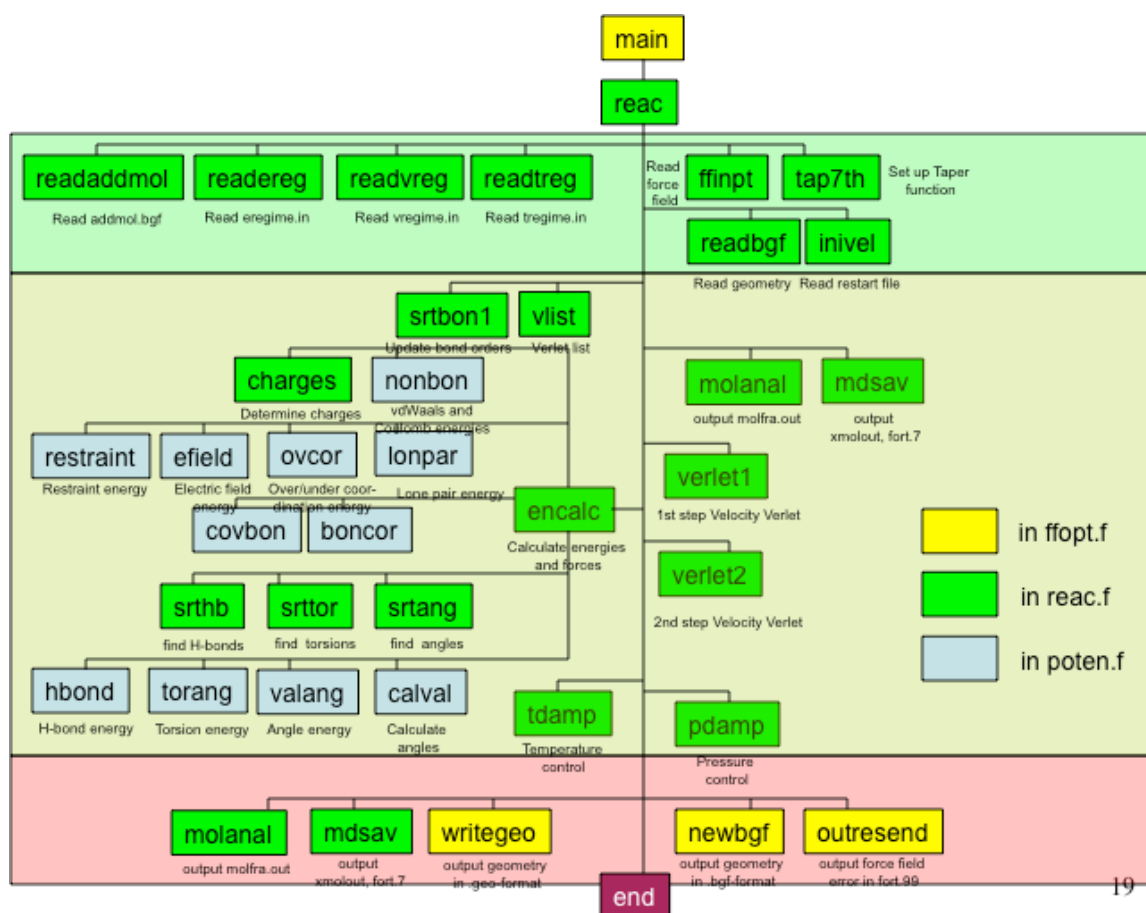 main
reac
readaddmol
readereg
readvreg
readtreg
Read
force
field
ffinpt
tap7th
Set up Taper
function
Read addmol.bgf
Read eregime.in
Read vregime.in
Read tregime.in
readbgf
inivel
Read geometry
Read restart file
srtbon1
vlist
Update bond orders
Verlet list
charges
nonbon
Determine charges
vdWaals and
Coulomb energies
molanal
mdsav
output molfra.out
output
xmolout, fort.7
restraint
efield
ovcor
lonpar
Restraint energy
Electric field
energy
Over/under coor-
dination energy
Lone pair energy
verlet1
1st step Velocity Verlet
covbon
boncor
encalc
Calculate energies
and forces
verlet2
2nd step Velocity Verlet
in ffopt.f
in reac.f
in poten.f
srthb
srttor
srtang
find H-bonds
find torsions
find angles
hbond
torang
valang
calval
H-bond energy
Torsion energy
Angle energy
Calculate
angles
tdamp
Temperature
control
pdamp
Pressure
control
molanal
mdsav
writegeo
newbgf
outresend
output molfra.out
output
xmolout, fort.7
output geometry
in .geo-format
output geometry
in .bgf-format
output force field
error in fort.99
end
19